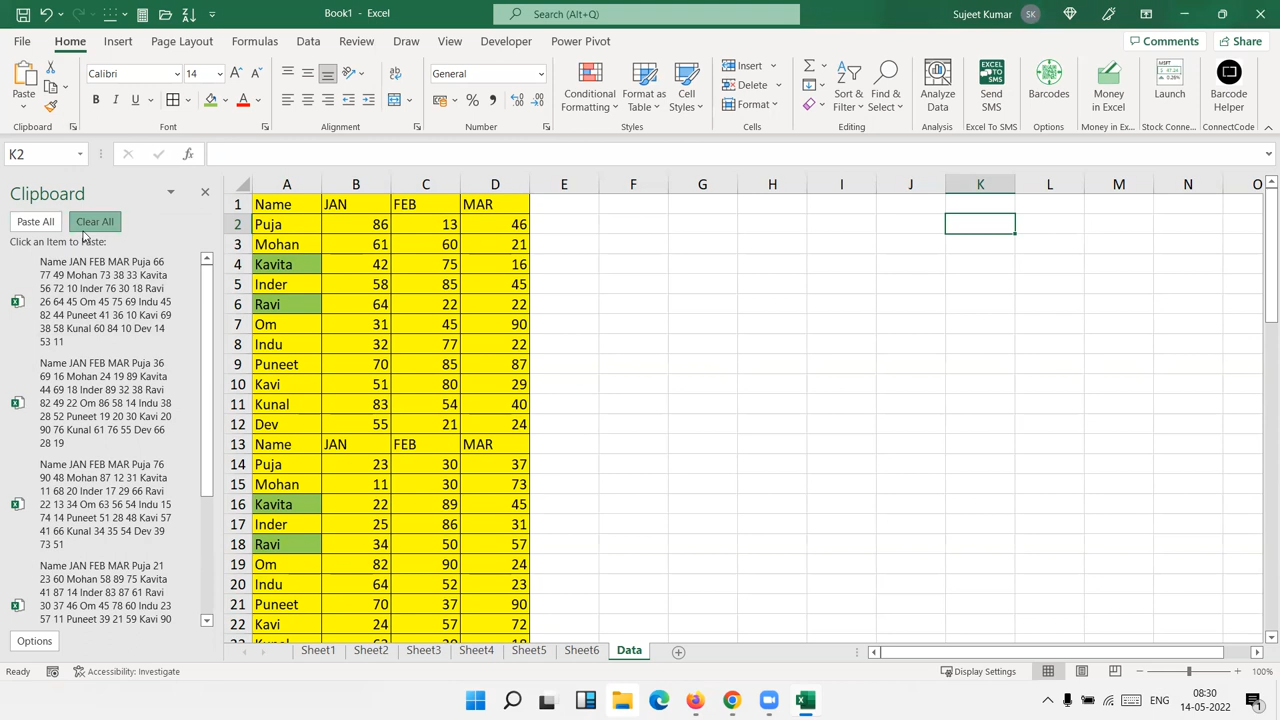 Book1 - Excel
Search (Alt+Q)
Sujeet Kumar
SK
File Home Insert Page Layout Formulas Data Review View Draw Developer Power Pivot
Comments
Share
Paste
Calibri
14
B I U
General
Conditional Formatting
Format as Table
Cell Styles
Insert
Delete
Format
Sort & Filter
Find & Select
Analyze Data
Send SMS
Barcodes
Money in Excel
Launch
Barcode Helper
Clipboard
Font
Alignment
Number
Styles
Cells
Editing
Analysis
Excel To SMS
Options
Money in Ex...
Stock Connec...
ConnectCode
K2
fx
Clipboard
Paste All
Clear All
Click an Item to Paste:
Name JAN FEB MAR Puja 66
77 49 Mohan 73 38 33 Kavita
56 72 10 Inder 76 30 18 Ravi
26 64 45 Om 45 75 69 Indu 45
82 44 Puneet 41 36 10 Kavi 69
38 58 Kunal 60 84 10 Dev 14
53 11
Name JAN FEB MAR Puja 36
69 16 Mohan 24 19 89 Kavita
44 69 18 Inder 89 32 38 Ravi
82 49 22 Om 86 58 14 Indu 38
28 52 Puneet 19 20 30 Kavi 20
90 76 Kunal 61 76 55 Dev 66
28 19
Name JAN FEB MAR Puja 76
90 48 Mohan 87 12 31 Kavita
11 68 20 Inder 17 29 66 Ravi
22 13 34 Om 63 56 54 Indu 15
74 14 Puneet 51 28 48 Kavi 57
41 66 Kunal 34 35 54 Dev 39
73 51
Name JAN FEB MAR Puja 21
23 60 Mohan 58 89 75 Kavita
41 87 14 Inder 83 87 61 Ravi
30 37 46 Om 45 78 60 Indu 23
57 11 Puneet 39 21 59 Kavi 90
Options
A B C D E F G H I J K L M N O
1 Name JAN FEB MAR
2 Puja 86 13 46
3 Mohan 61 60 21
4 Kavita 42 75 16
5 Inder 58 85 45
6 Ravi 64 22 22
7 Om 31 45 90
8 Indu 32 77 22
9 Puneet 70 85 87
10 Kavi 51 80 29
11 Kunal 83 54 40
12 Dev 55 21 24
13 Name JAN FEB MAR
14 Puja 23 30 37
15 Mohan 11 30 73
16 Kavita 22 89 45
17 Inder 25 86 31
18 Ravi 34 50 57
19 Om 82 90 24
20 Indu 64 52 23
21 Puneet 70 37 90
22 Kavi 24 57 72
Sheet1 Sheet2 Sheet3 Sheet4 Sheet5 Sheet6 Data
Ready
Accessibility: Investigate
Display Settings
100%
ENG
08:30
14-05-2022